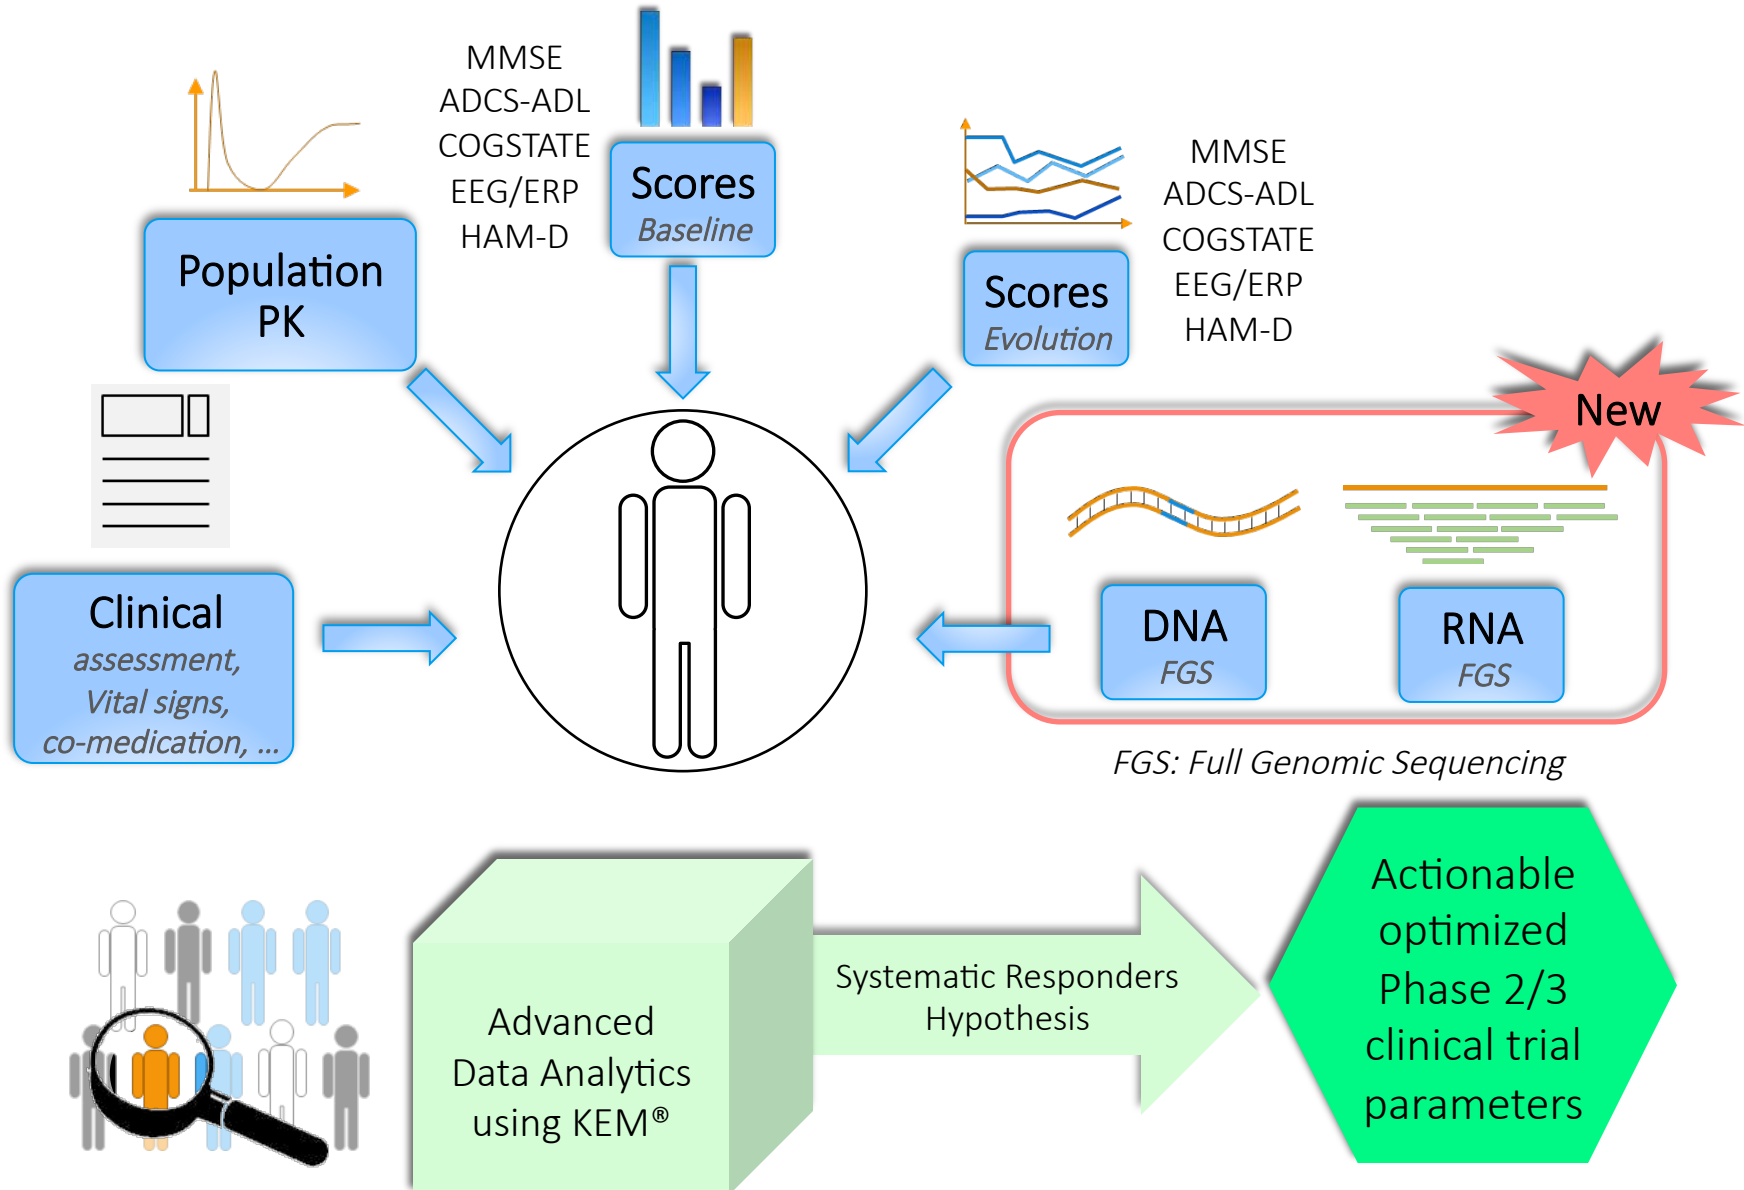 MMSE
ADCS-ADL
COGSTATE
EEG/ERP
HAM-D
Scores
Baseline
MMSE
ADCS-ADL
COGSTATE
EEG/ERP
HAM-D
Scores
Evolution
Population
PK
New
Clinical
assessment,
Vital signs,
co-medication, ...
DNA
FGS
RNA
FGS
FGS: Full Genomic Sequencing
Advanced
Data Analytics
using KEM®
Systematic Responders
Hypothesis
Actionable
optimized
Phase 2/3
clinical trial
parameters